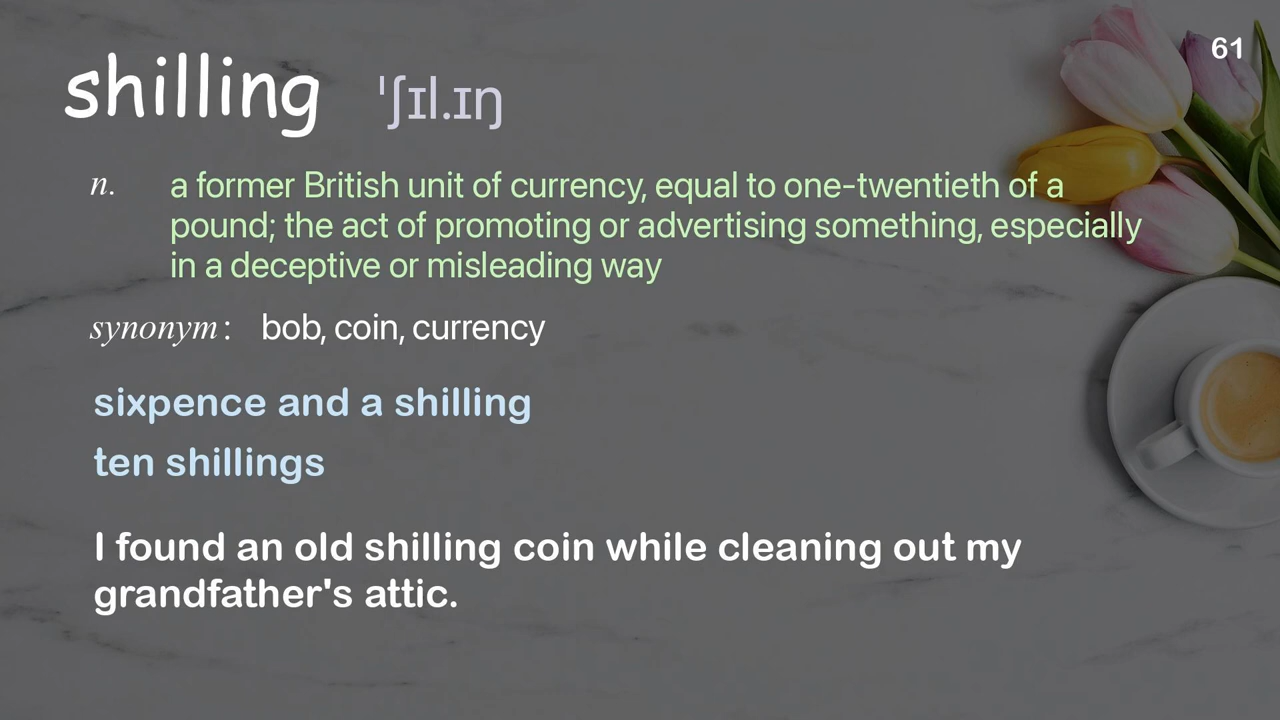 61
shilling ˈʃɪl.ɪŋ
n. a former British unit of currency, equal to one-twentieth of a
pound; the act of promoting or advertising something, especially
in a deceptive or misleading way
synonym: bob, coin, currency
sixpence and a shilling
ten shillings
I found an old shilling coin while cleaning out my
grandfather's attic.